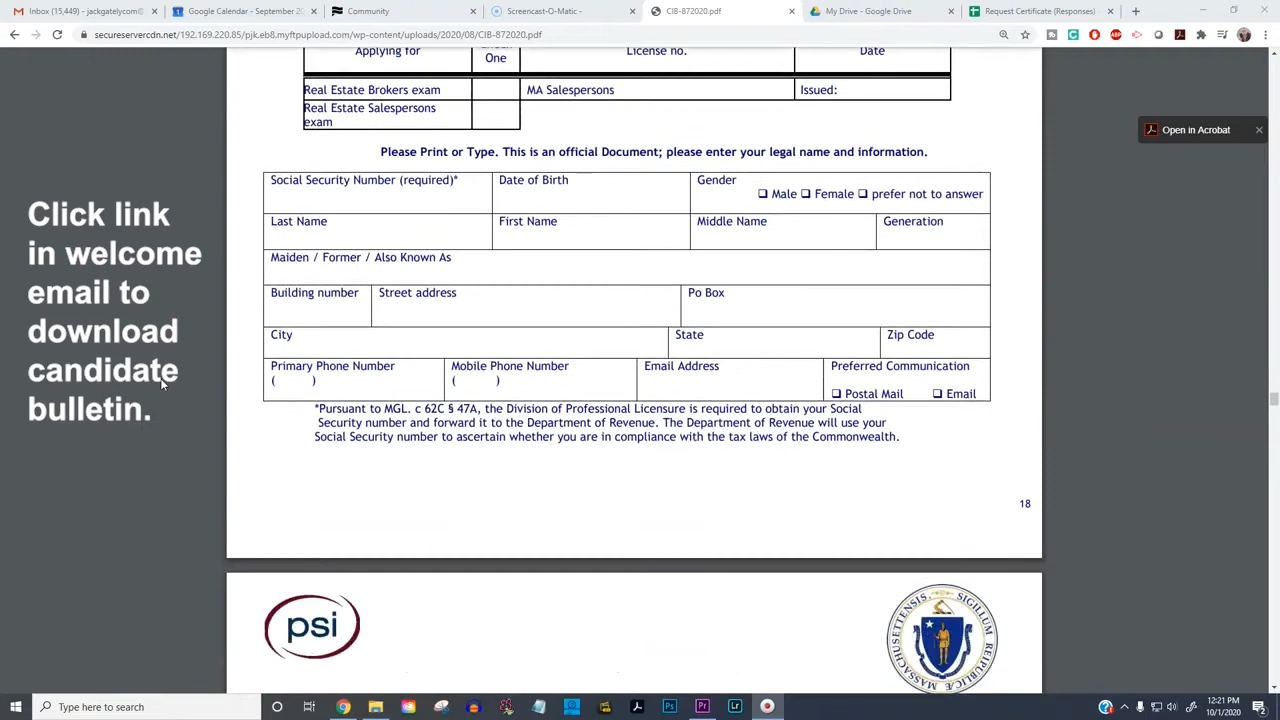 Inbox (15,449) - jackgatelycom@
Google Calendar - September 20
Community
Screencast-O-Matic -
CIB-872020.pdf
My Drive - Google Drive
Request Certificate (Responses)
secureservercdn.net/192.169.220.85/pjk.eb6.myftpupload.com/wp-content/uploads/2020/08/CIB-872020.pdf
Applying for
One
License no.
Date
Real Estate Brokers exam
MA Salespersons
Issued:
Real Estate Salespersons
exam
Open in Acrobat
Please Print or Type. This is an official Document; please enter your legal name and information.
Social Security Number (required)*
Date of Birth
Gender
❑ Male ❑ Female ❑ prefer not to answer
Last Name
First Name
Middle Name
Generation
Maiden / Former / Also Known As
Building number
Street address
Po Box
City
State
Zip Code
Primary Phone Number
( )
Mobile Phone Number
( )
Email Address
Preferred Communication
❑ Postal Mail ❑ Email
*Pursuant to MGL. c 62C § 47A, the Division of Professional Licensure is required to obtain your Social
Security number and forward it to the Department of Revenue. The Department of Revenue will use your
Social Security number to ascertain whether you are in compliance with the tax laws of the Commonwealth.
18
Click link
in welcome
email to
download
candidate
bulletin.
psi
SIGILLUM REIPUBLICÆ MASSACHUSETTENSIS
Type here to search
12:21 PM
10/1/2020